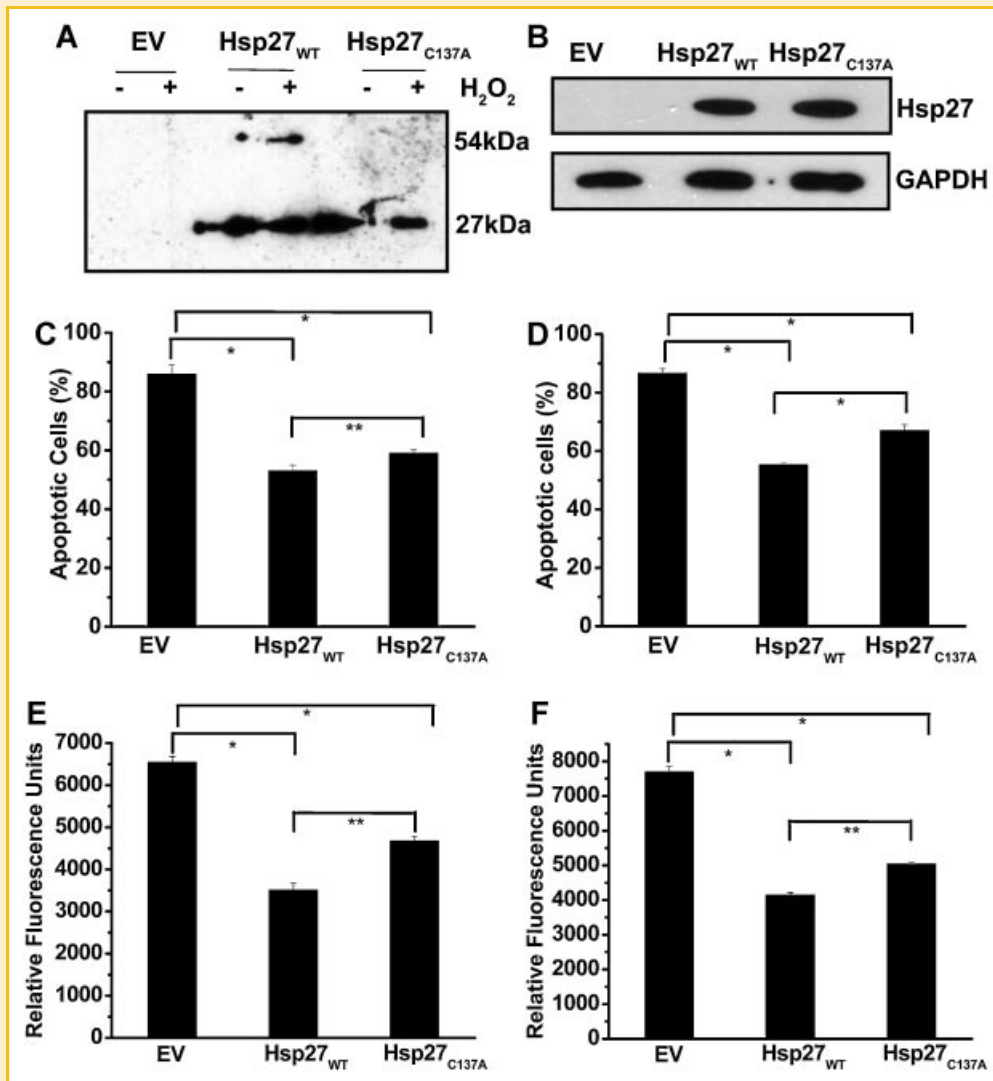 A
EV
Hsp27WT
Hsp27C137A
- + - + - + H2O2
54kDa
27kDa
B
EV
Hsp27WT
Hsp27C137A
Hsp27
GAPDH
C
Apoptotic Cells (%)
100
80
60
40
20
0
*
*
**
EV
Hsp27WT
Hsp27C137A
D
Apoptotic cells (%)
100
80
60
40
20
0
*
*
*
EV
Hsp27WT
Hsp27C137A
E
Relative Fluorescence Units
7000
6000
5000
4000
3000
2000
1000
0
*
*
**
EV
Hsp27WT
Hsp27C137A
F
Relative Fluorescence Units
8000
7000
6000
5000
4000
3000
2000
1000
0
*
*
**
EV
Hsp27WT
Hsp27C137A